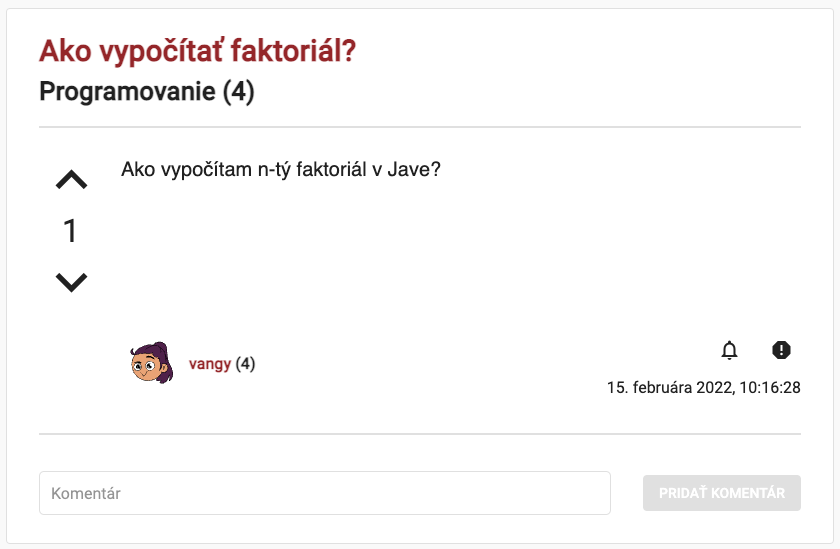 Ako vypočítať faktoriál?
Programovanie (4)
Ako vypočítam n-tý faktoriál v Jave?
1
vangy (4)
15. februára 2022, 10:16:28
Komentár
PRIDAŤ KOMENTÁR